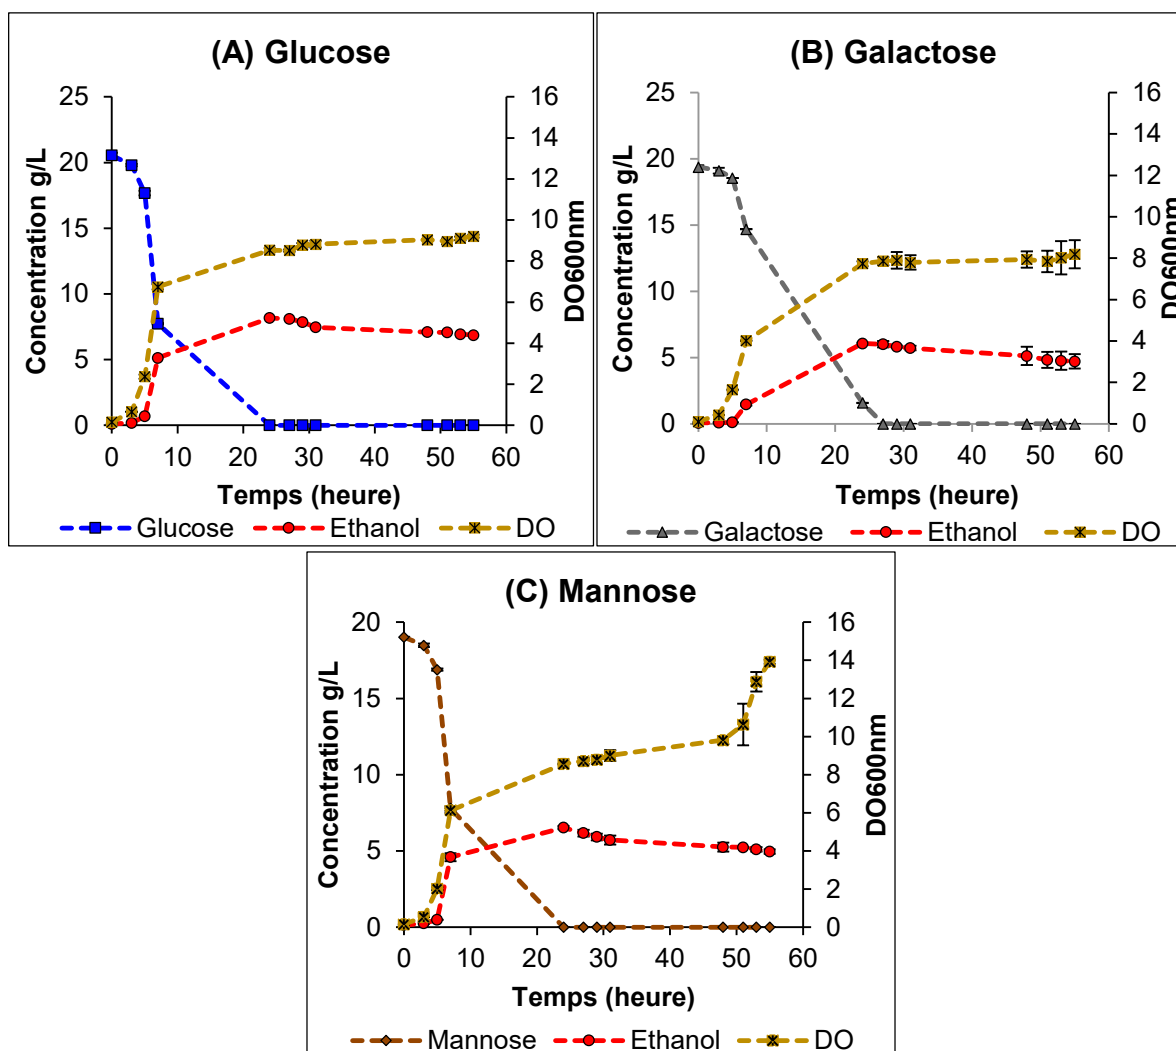 (A) Glucose
Concentration g/L
25
20
15
10
5
0
16
14
12
10
8
6
4
2
0
DO600nm
0 10 20 30 40 50 60
Temps (heure)
Glucose Ethanol DO
(B) Galactose
Concentration g/L
25
20
15
10
5
0
16
14
12
10
8
6
4
2
0
DO600nm
0 10 20 30 40 50 60
Temps (heure)
Galactose Ethanol DO
(C) Mannose
Concentration g/L
20
15
10
5
0
16
14
12
10
8
6
4
2
0
DO600nm
0 10 20 30 40 50 60
Temps (heure)
Mannose Ethanol DO